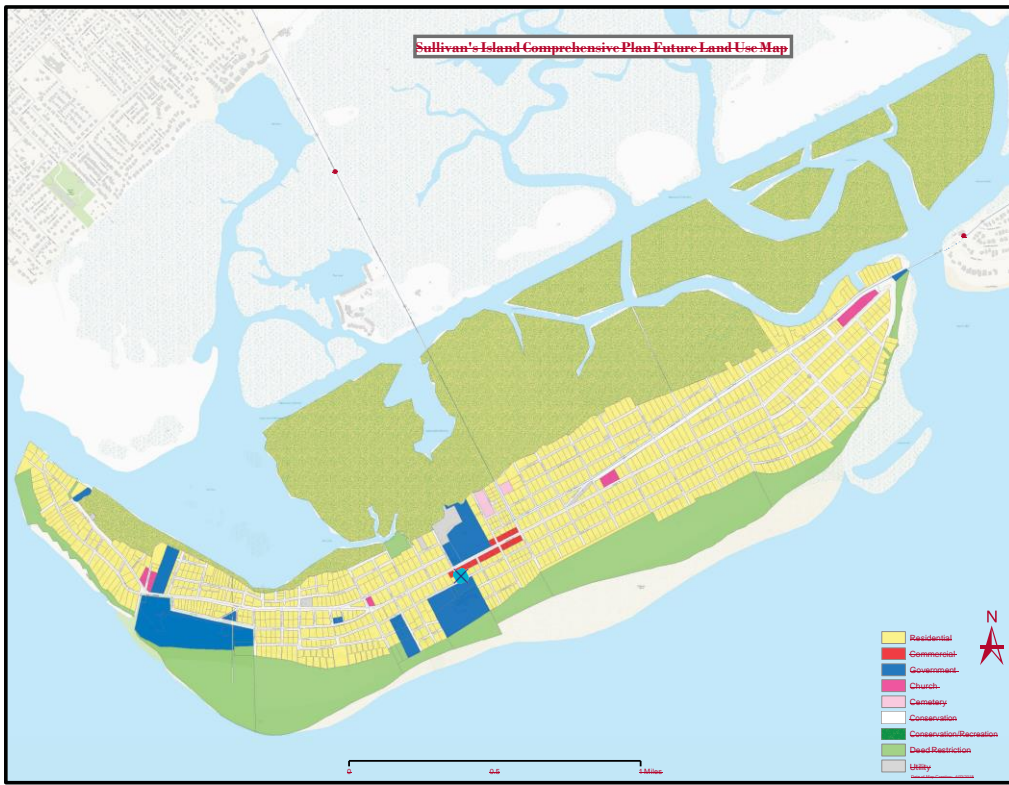 Sullivan's Island Comprehensive Plan Future Land Use Map
N
Residential
Commercial
Government
Church
Cemetery
Conservation
Conservation/Recreation
Deed Restriction
Utility
0 0.5 1 Miles